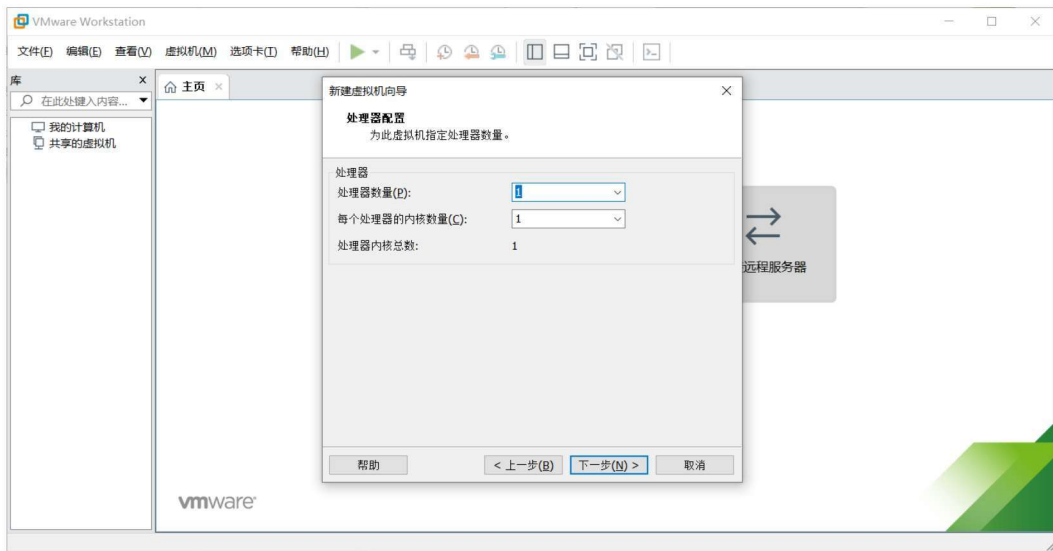 VMware Workstation
文件(F) 编辑(E) 查看(V) 虚拟机(M) 选项卡(T) 帮助(H)
库
在此处键入内容...
我的计算机
共享的虚拟机
主页
新建虚拟机向导
处理器配置
为此虚拟机指定处理器数量。
处理器
处理器数量(P): 1
每个处理器的内核数量(C): 1
处理器内核总数: 1
远程服务器
帮助 < 上一步(B) 下一步(N) > 取消
vmware